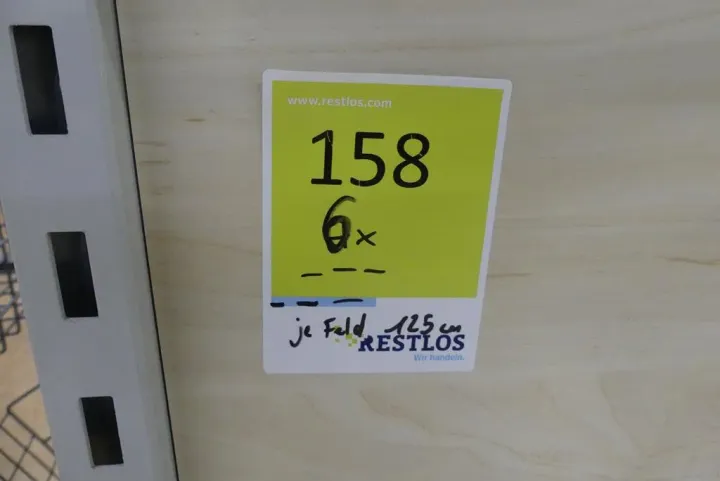 www.restlos.com
158
6x
je Feld 125 cm
RESTLOS
Wir handeln.